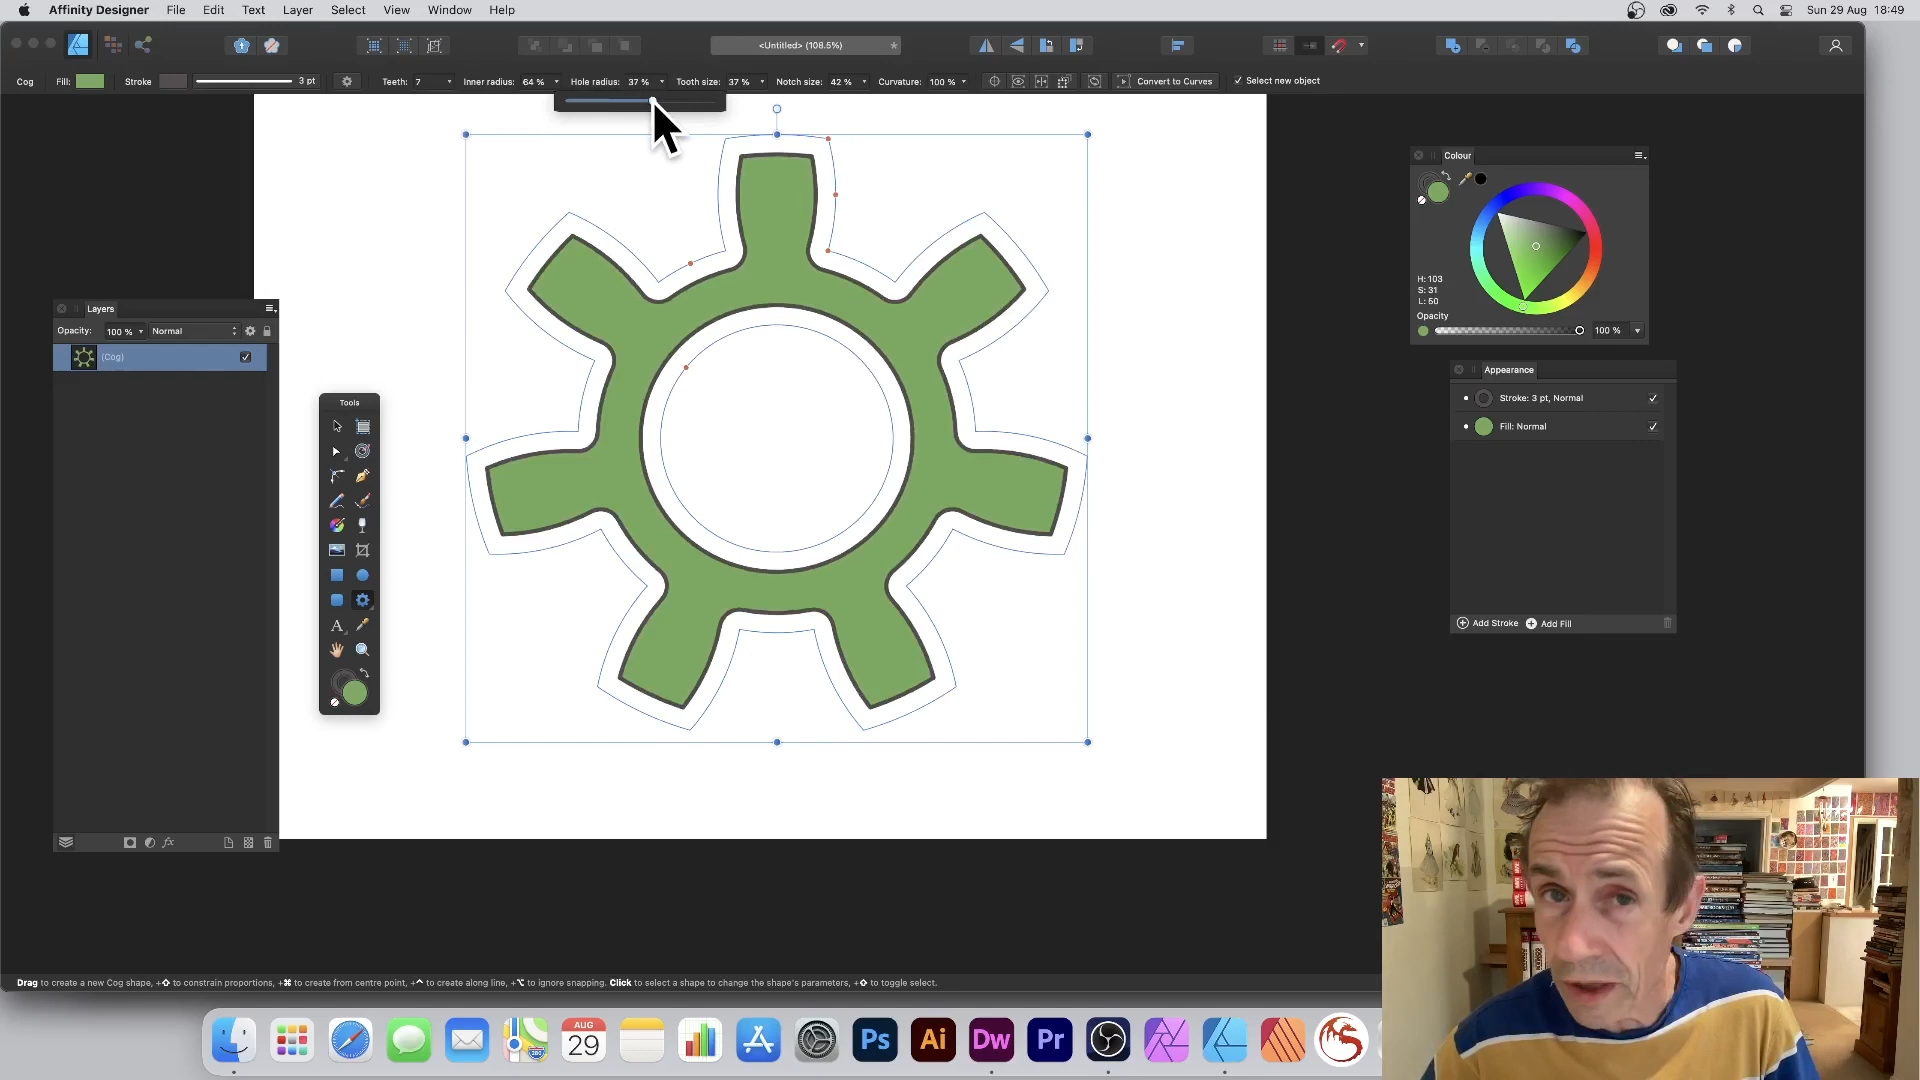 Affinity Designer File Edit Text Layer Select View Window Help Sun 29 Aug 18:49
<Untitled> (108.5%)
Cog Fill: Stroke 3 pt Teeth: 7 Inner radius: 64 % Hole radius: 37 % Tooth size: 37 % Notch size: 42 % Curvature: 100 % Convert to Curves Select new object
Colour
H: 103
S: 31
L: 50
Opacity
100 %
Layers
Opacity: 100 % Normal
(Cog)
Tools
A
Appearance
Stroke: 3 pt, Normal
Fill: Normal
Add Stroke Add Fill
fx
Drag to create a new Cog shape, +⇧ to constrain proportions, +⌘ to create from centre point, +^ to create along line, +⌥ to ignore snapping. Click to select a shape to change the shape's parameters, +⇧ to toggle select.
AUG
29
280
Ps Ai Dw Pr